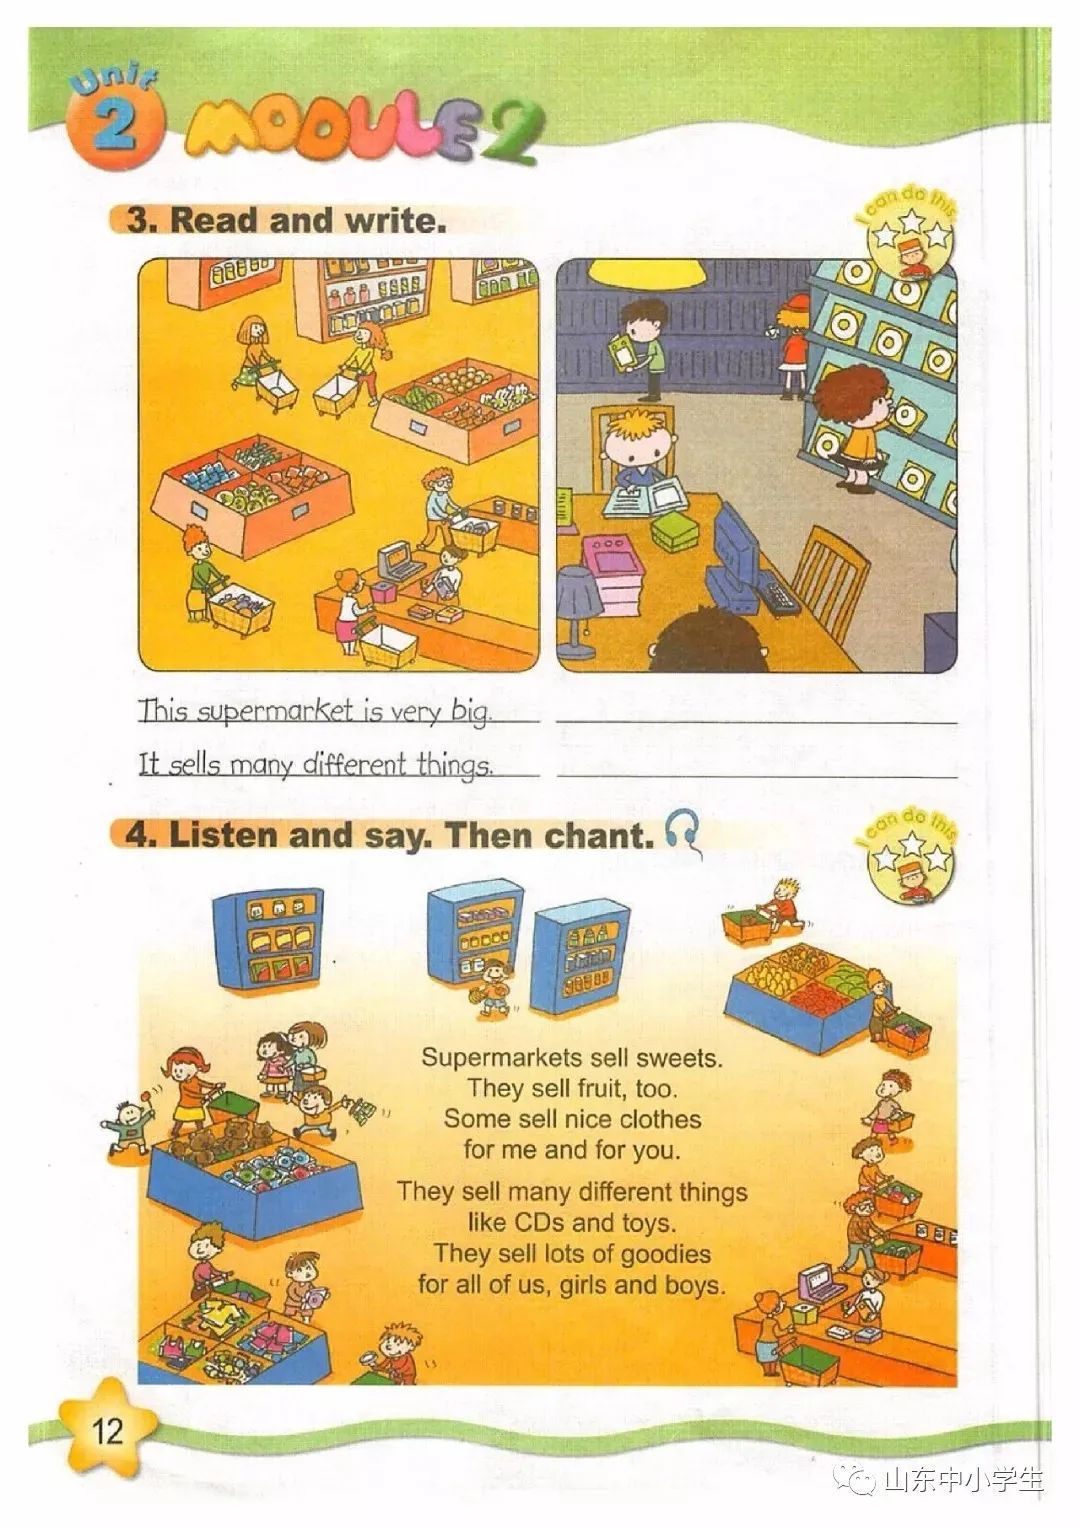 Unit
2 MODULE 2
3. Read and write.
I can do this.
This supermarket is very big.
It sells many different things.
4. Listen and say. Then chant.
I can do this.
Supermarkets sell sweets.
They sell fruit, too.
Some sell nice clothes
for me and for you.
They sell many different things
like CDs and toys.
They sell lots of goodies
for all of us, girls and boys.
12
山东中小学生